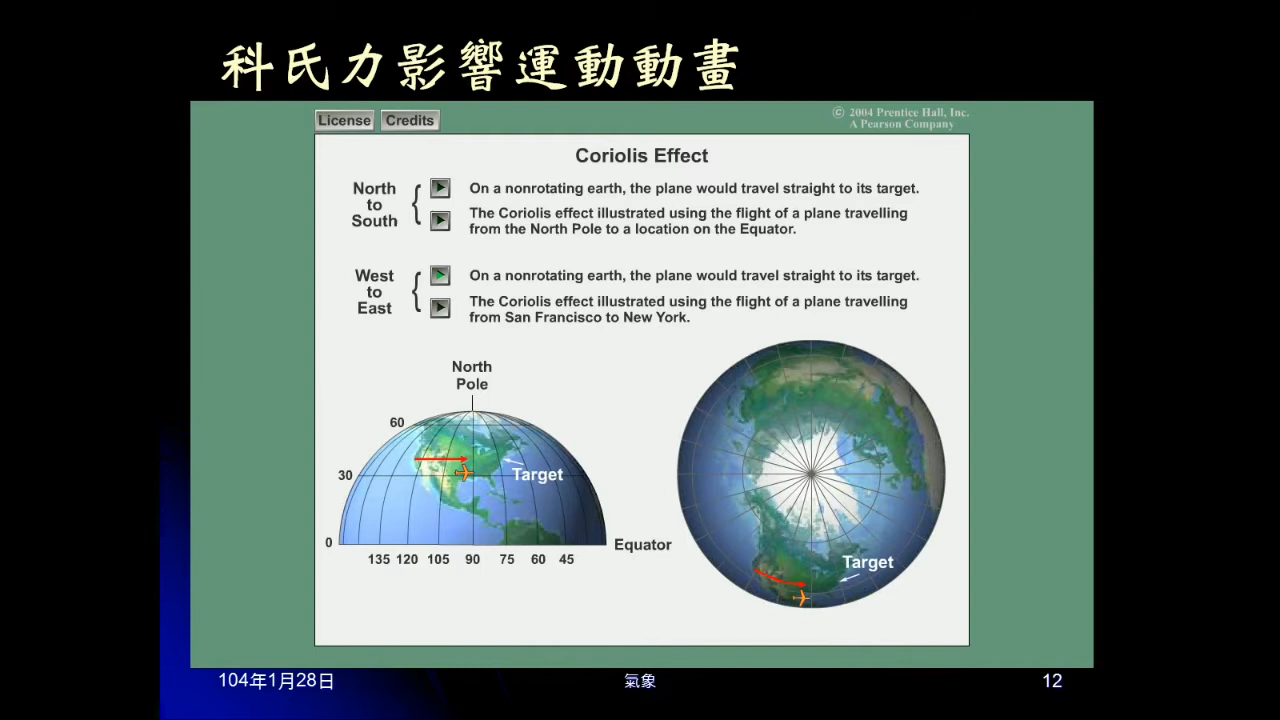 科氏力影響運動動畫
License Credits
© 2004 Prentice Hall, Inc.
A Pearson Company
Coriolis Effect
North
to
South
On a nonrotating earth, the plane would travel straight to its target.
The Coriolis effect illustrated using the flight of a plane travelling
from the North Pole to a location on the Equator.
West
to
East
On a nonrotating earth, the plane would travel straight to its target.
The Coriolis effect illustrated using the flight of a plane travelling
from San Francisco to New York.
North
Pole
60
30
Target
0
Equator
135 120 105 90 75 60 45
Target
104年1月28日
氣象
12